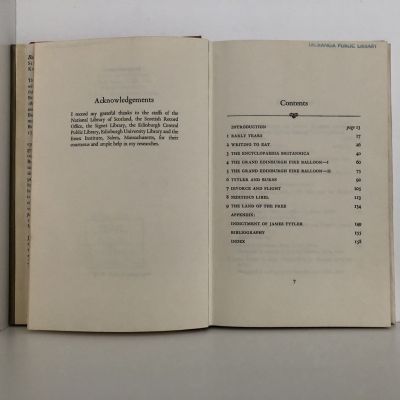 Acknowledgements
I record my grateful thanks to the staffs of the
National Library of Scotland, the Scottish Record
Office, the Signet Library, the Edinburgh Central
Public Library, Edinburgh University Library and the
Essex Institute, Salem, Massachusetts, for their
courteous and ample help in my researches.
TAURANGA PUBLIC LIBRARY
Contents
INTRODUCTION page 13
1 EARLY YEARS 17
2 WRITING TO EAT 26
3 THE ENCYCLOPAEDIA BRITANNICA 40
4 THE GRAND EDINBURGH FIRE BALLOON—I 60
5 THE GRAND EDINBURGH FIRE BALLOON—II 73
6 TYTLER AND BURNS 92
7 DIVORCE AND FLIGHT 105
8 SEDITIOUS LIBEL 123
9 THE LAND OF THE FREE 134
APPENDIX:
INDICTMENT OF JAMES TYTLER 149
BIBLIOGRAPHY 155
INDEX 158
7